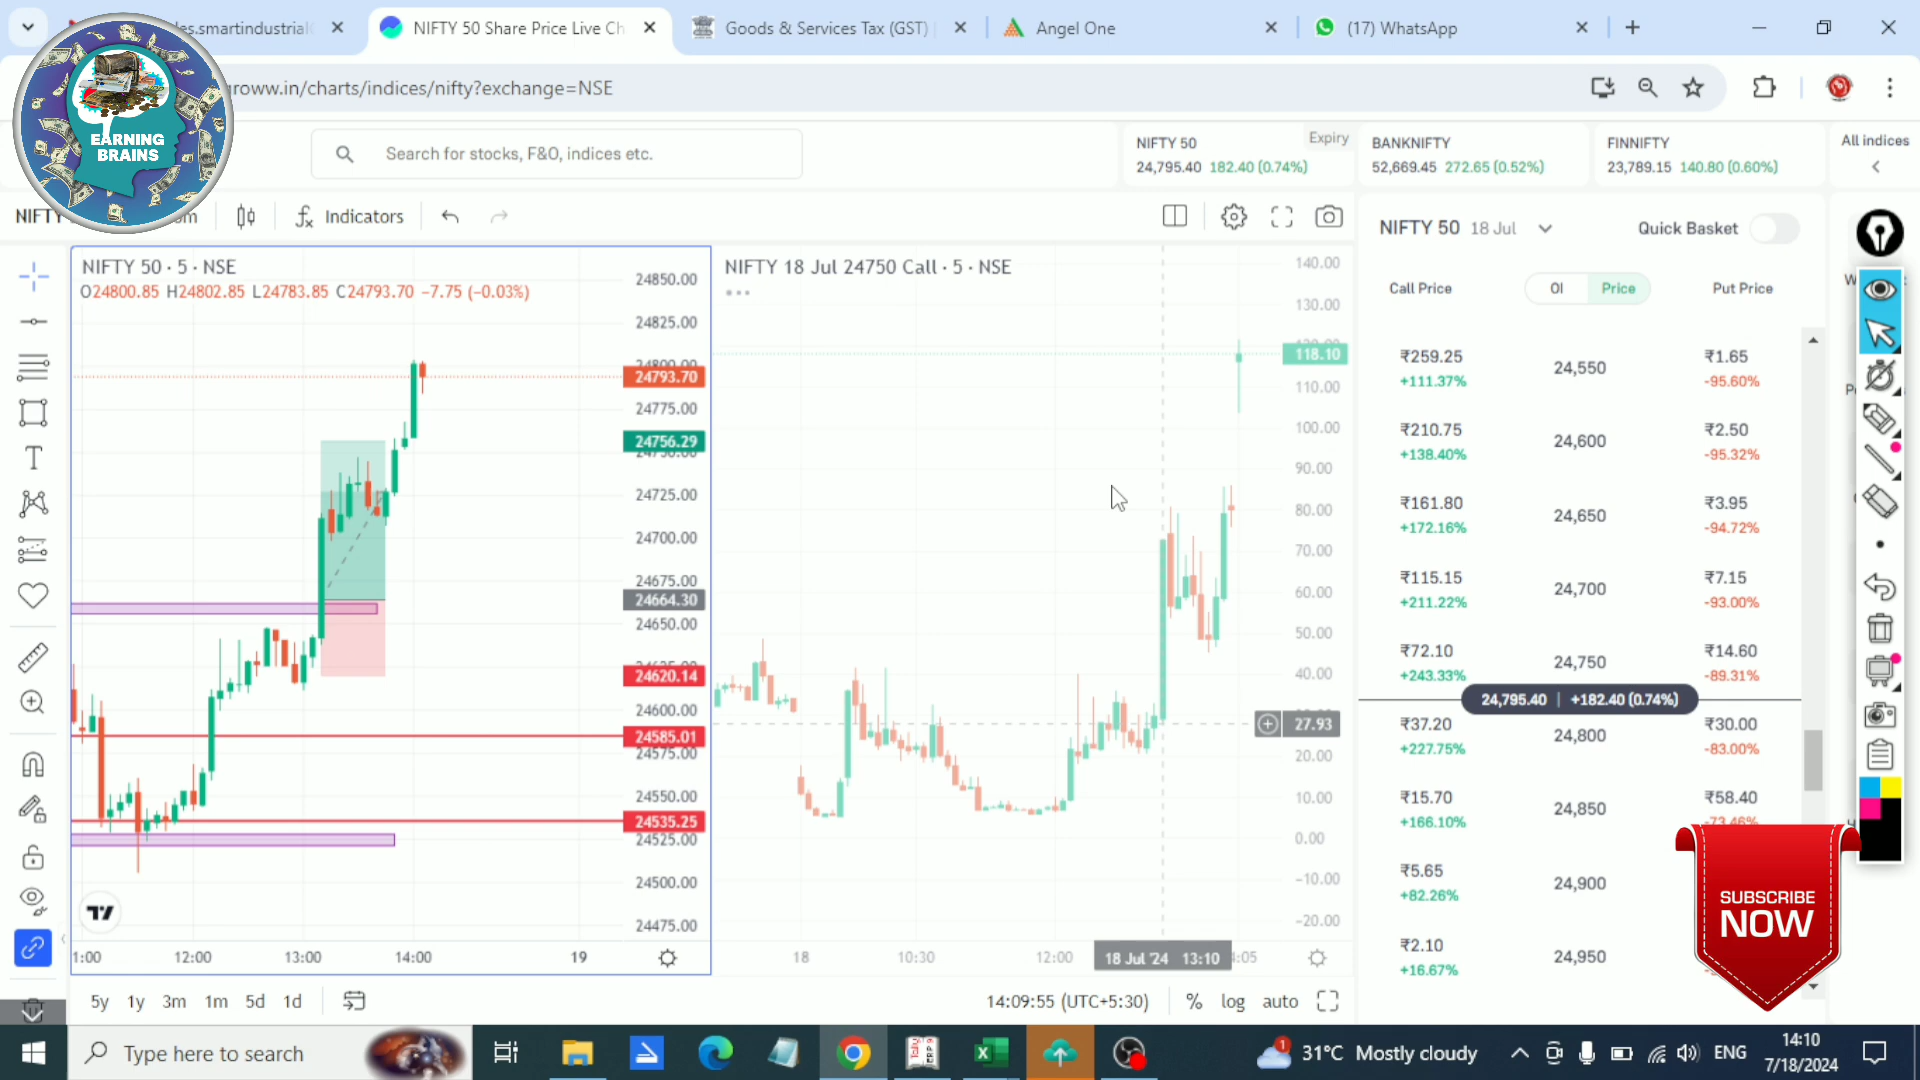 es.smartindustrial
NIFTY 50 Share Price Live Ch
Goods & Services Tax (GST)
Angel One
(17) WhatsApp
groww.in/charts/indices/nifty?exchange=NSE
EARNING
BRAINS
Search for stocks, F&O, indices etc.
NIFTY 50
Expiry
24,795.40 182.40 (0.74%)
BANKNIFTY
52,669.45 272.65 (0.52%)
FINNIFTY
23,789.15 140.80 (0.60%)
All indices
NIFTY
Indicators
NIFTY 50 18 Jul
Quick Basket
NIFTY 50 · 5 · NSE
O24800.85 H24802.85 L24783.85 C24793.70 −7.75 (−0.03%)
24850.00
24825.00
24800.00
24793.70
24775.00
24756.29
24750.00
24725.00
24700.00
24675.00
24664.30
24650.00
24620.14
24600.00
24585.01
24575.00
24550.00
24535.25
24525.00
24500.00
24475.00
1:00 12:00 13:00 14:00 19
NIFTY 18 Jul 24750 Call · 5 · NSE
140.00
130.00
118.10
110.00
100.00
90.00
80.00
70.00
60.00
50.00
40.00
27.93
20.00
10.00
0.00
−10.00
−20.00
18 10:30 12:00 18 Jul '24 13:10 4:05
Call Price OI Price Put Price
₹259.25 24,550 ₹1.65
+111.37% -95.60%
₹210.75 24,600 ₹2.50
+138.40% -95.32%
₹161.80 24,650 ₹3.95
+172.16% -94.72%
₹115.15 24,700 ₹7.15
+211.22% -93.00%
₹72.10 24,750 ₹14.60
+243.33% -89.31%
24,795.40 | +182.40 (0.74%)
₹37.20 24,800 ₹30.00
+227.75% -83.00%
₹15.70 24,850 ₹58.40
+166.10% -73.46%
₹5.65 24,900
+82.26%
₹2.10 24,950
+16.67%
SUBSCRIBE
NOW
5y 1y 3m 1m 5d 1d
14:09:55 (UTC+5:30) % log auto
Type here to search
31°C Mostly cloudy
ENG
14:10
7/18/2024